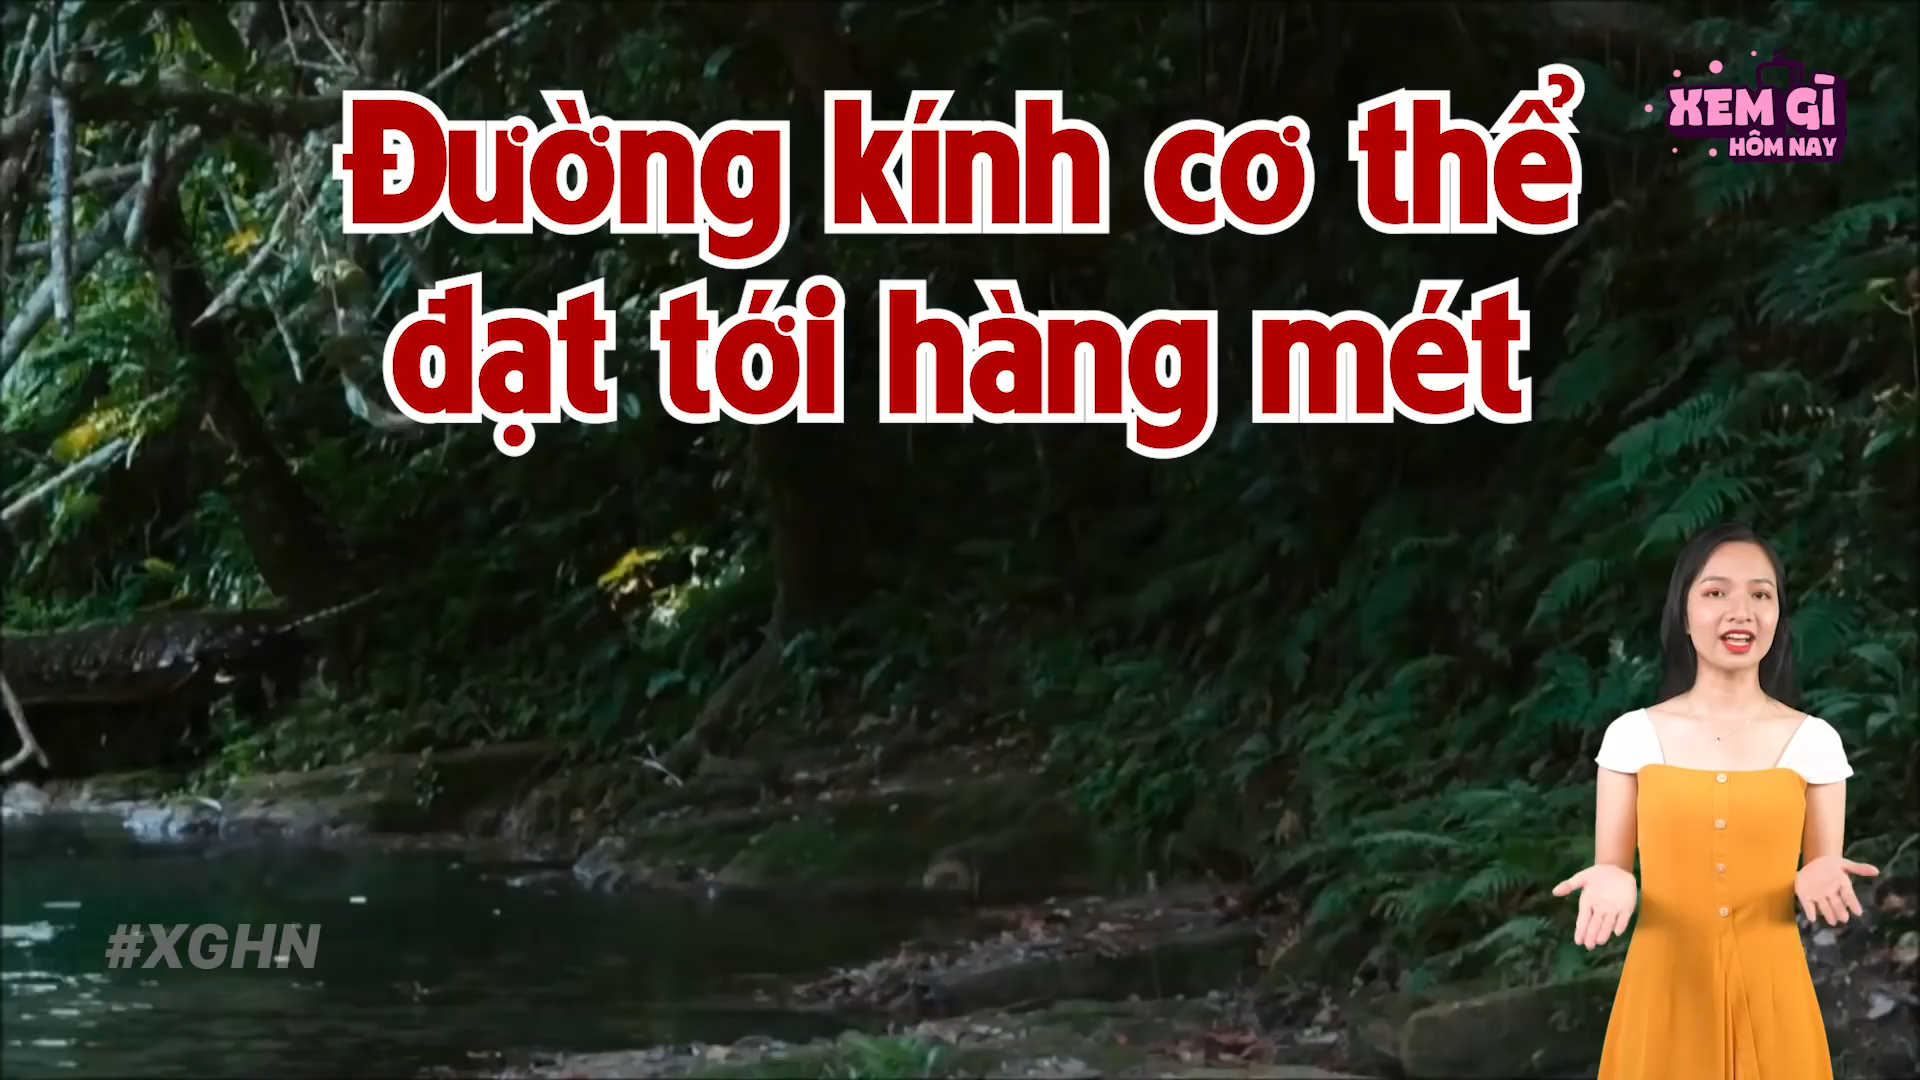 Đường kính cơ thể
đạt tới hàng mét
XEM GÌ
HÔM NAY
#XGHN